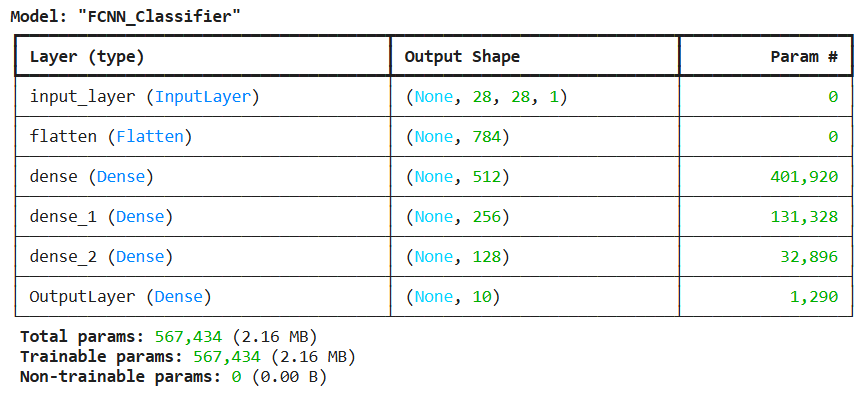 Model: "FCNN_Classifier"
Layer (type) Output Shape Param #
input_layer (InputLayer) (None, 28, 28, 1) 0
flatten (Flatten) (None, 784) 0
dense (Dense) (None, 512) 401,920
dense_1 (Dense) (None, 256) 131,328
dense_2 (Dense) (None, 128) 32,896
OutputLayer (Dense) (None, 10) 1,290
Total params: 567,434 (2.16 MB)
Trainable params: 567,434 (2.16 MB)
Non-trainable params: 0 (0.00 B)